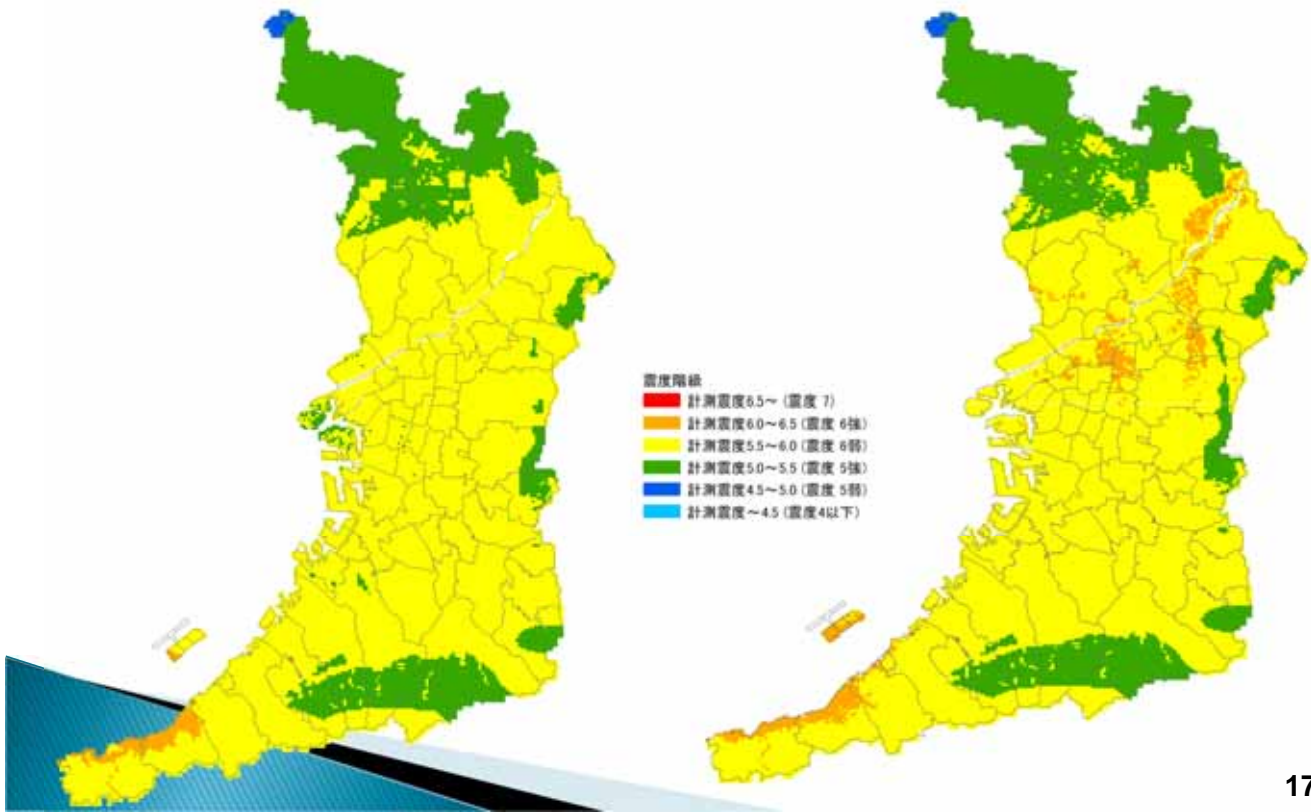 震度階級
計測震度6.5~ (震度 7)
計測震度6.0~6.5 (震度 6強)
計測震度5.5~6.0 (震度 6弱)
計測震度5.0~5.5 (震度 5強)
計測震度4.5~5.0 (震度 5弱)
計測震度~4.5 (震度4以下)
17